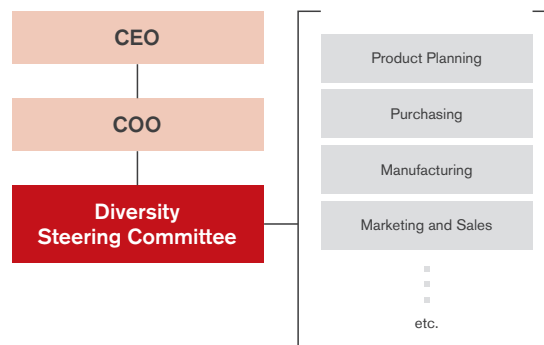 CEO
COO
Diversity
Steering Committee
Product Planning
Purchasing
Manufacturing
Marketing and Sales
etc.